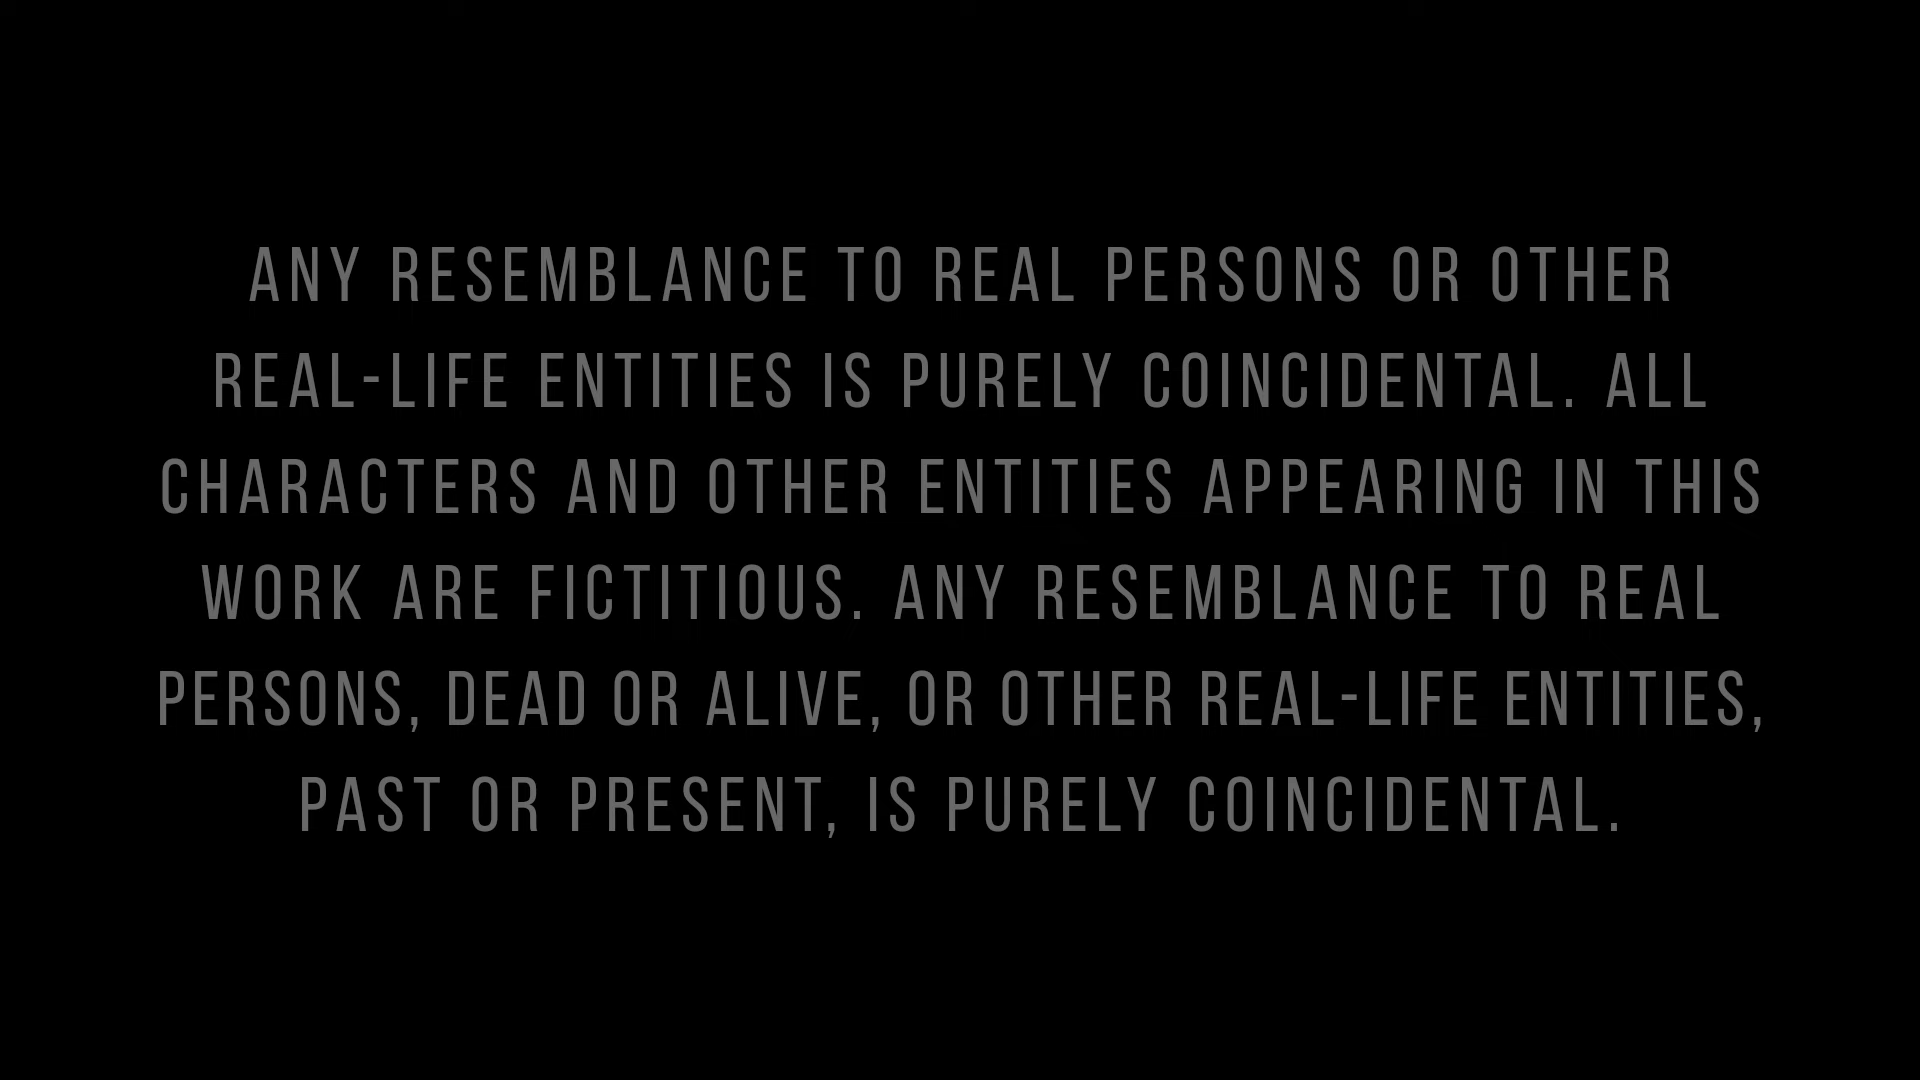 ANY RESEMBLANCE TO REAL PERSONS OR OTHER
REAL-LIFE ENTITIES IS PURELY COINCIDENTAL. ALL
CHARACTERS AND OTHER ENTITIES APPEARING IN THIS
WORK ARE FICTITIOUS. ANY RESEMBLANCE TO REAL
PERSONS, DEAD OR ALIVE, OR OTHER REAL-LIFE ENTITIES,
PAST OR PRESENT, IS PURELY COINCIDENTAL.